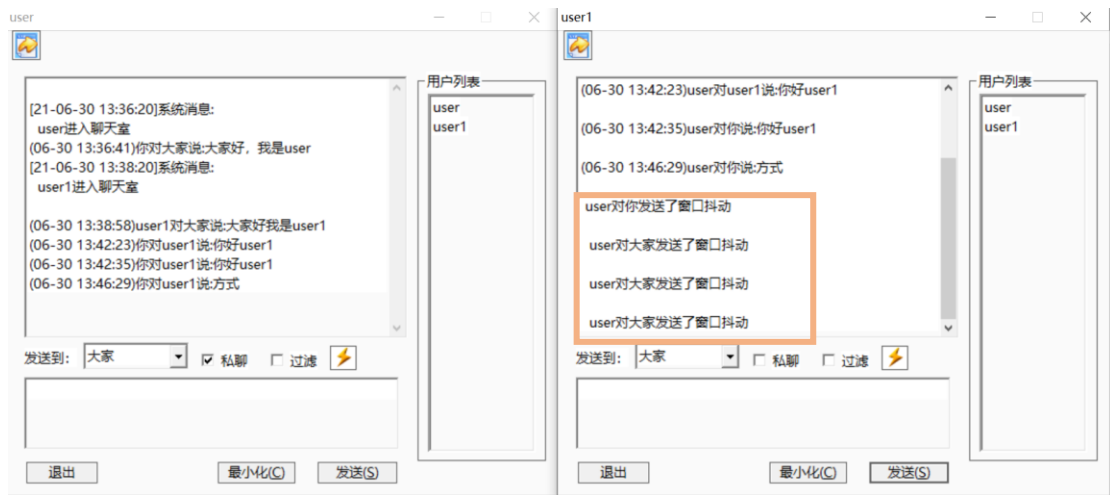 user
[21-06-30 13:36:20]系统消息:
user进入聊天室
(06-30 13:36:41)你对大家说:大家好，我是user
[21-06-30 13:38:20]系统消息:
user1进入聊天室
(06-30 13:38:58)user1对大家说:大家好我是user1
(06-30 13:42:23)你对user1说:你好user1
(06-30 13:42:35)你对user1说:你好user1
(06-30 13:46:29)你对user1说:方式
用户列表
user
user1
发送到:
大家
私聊
过滤
退出
最小化(C)
发送(S)
user1
(06-30 13:42:23)user对user1说:你好user1
(06-30 13:42:35)user对你说:你好user1
(06-30 13:46:29)user对你说:方式
user对你发送了窗口抖动
user对大家发送了窗口抖动
user对大家发送了窗口抖动
user对大家发送了窗口抖动
用户列表
user
user1
发送到:
大家
私聊
过滤
退出
最小化(C)
发送(S)